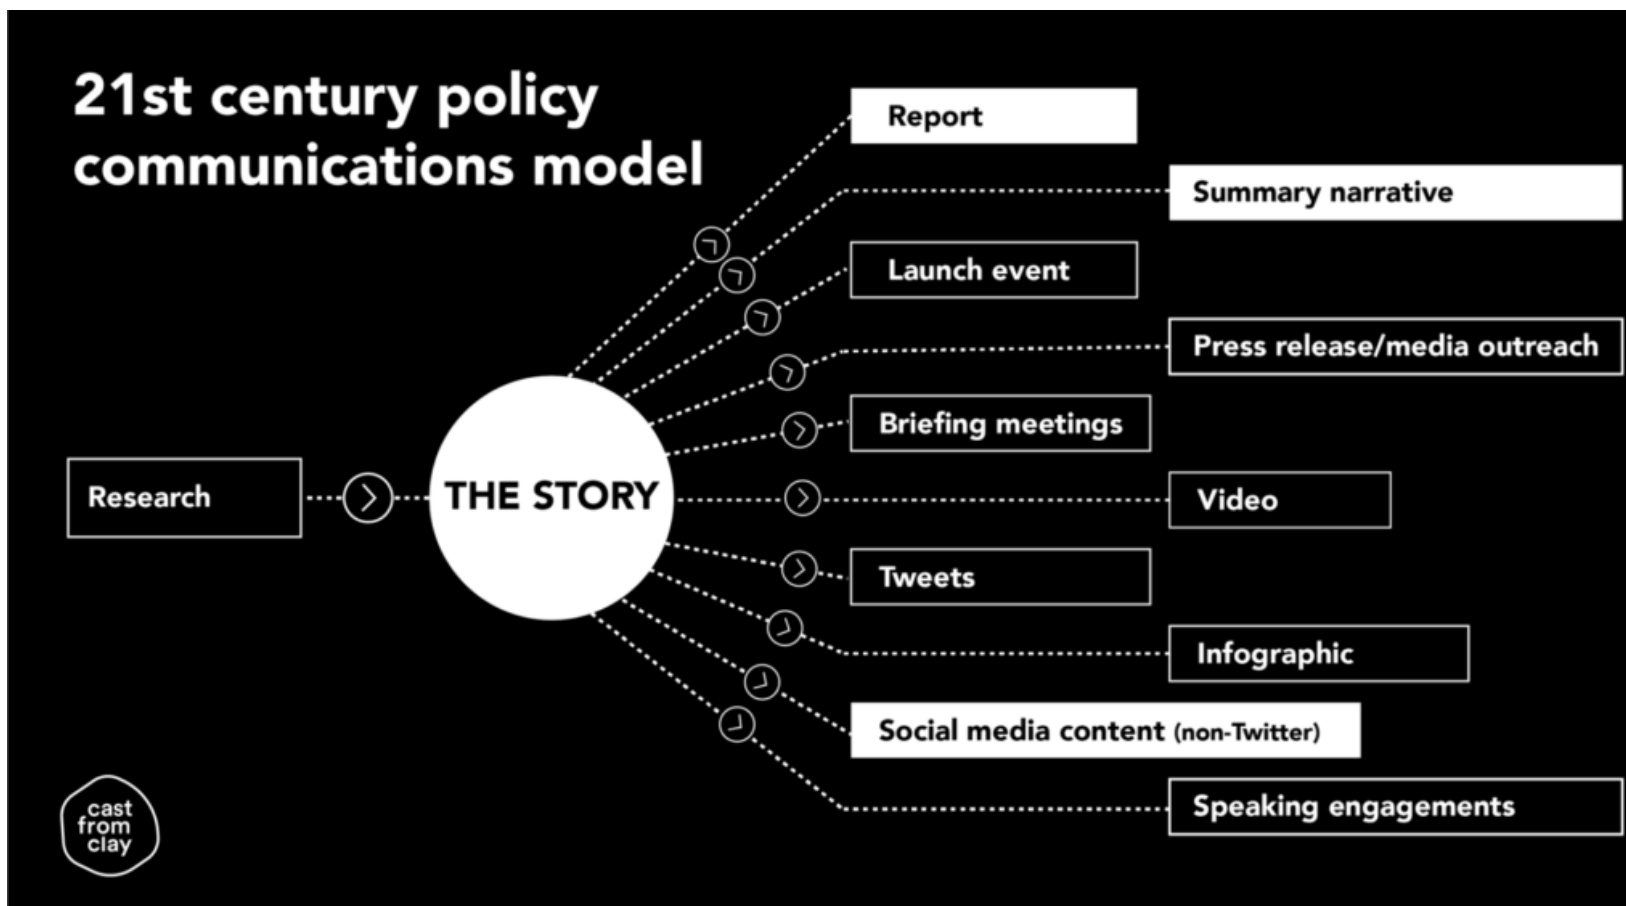 21st century policy
communications model
Report
Summary narrative
Launch event
Press release/media outreach
Briefing meetings
Research
THE STORY
Video
Tweets
Infographic
Social media content (non-Twitter)
Speaking engagements
cast
from
clay